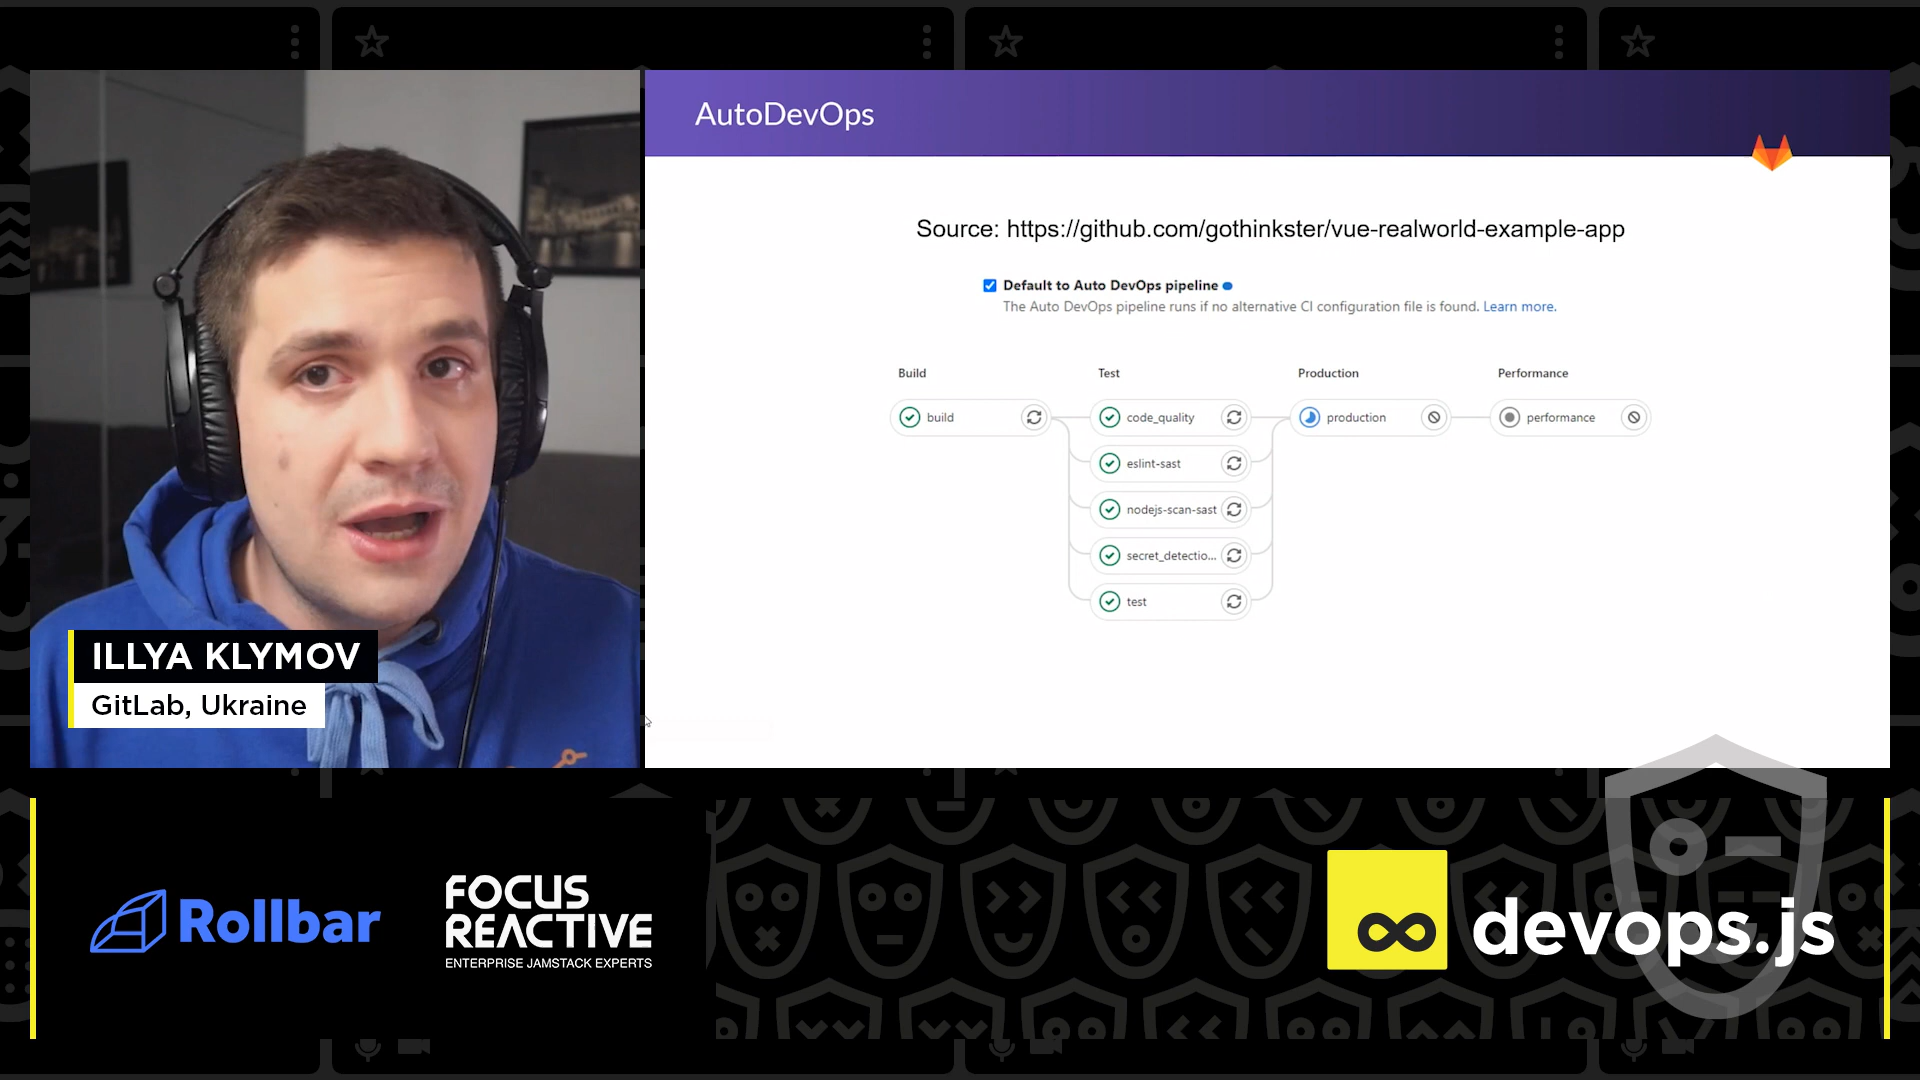 AutoDevOps
Source: https://github.com/gothinkster/vue-realworld-example-app
Default to Auto DevOps pipeline
The Auto DevOps pipeline runs if no alternative CI configuration file is found. Learn more.
Build
Test
Production
Performance
build
code_quality
production
performance
eslint-sast
nodejs-scan-sast
secret_detectio...
test
ILLYA KLYMOV
GitLab, Ukraine
Rollbar
FOCUS
REACTIVE
ENTERPRISE JAMSTACK EXPERTS
devops.js